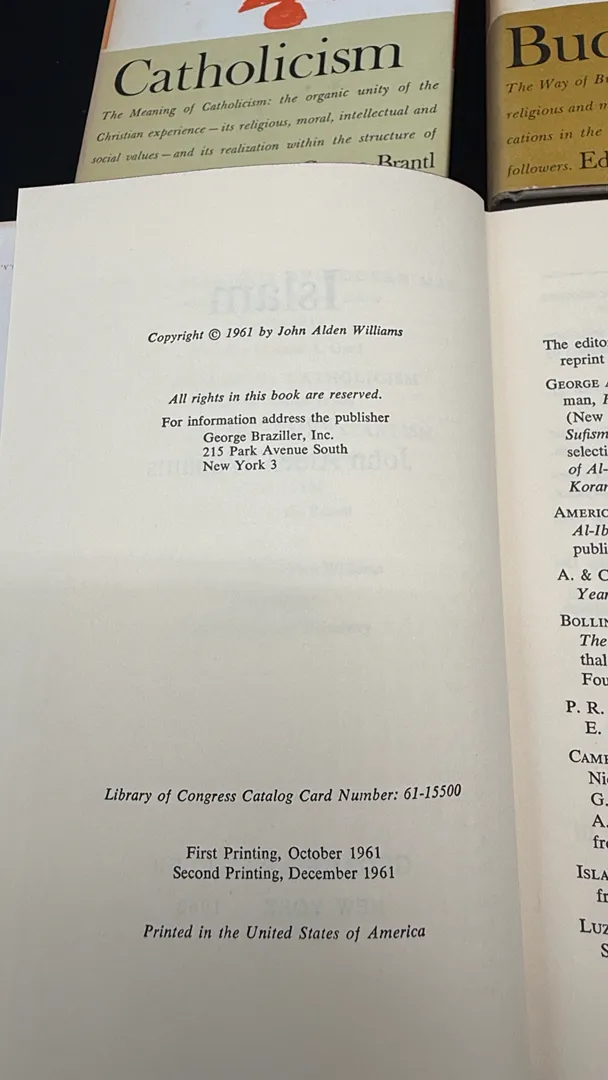 Catholicism
The Meaning of Catholicism: the organic unity of the
Christian experience—its religious, moral, intellectual and
social values—and its realization within the structure of
Brantl
Buc
The Way of B
religious and m
cations in the
followers. Ed
Copyright © 1961 by John Alden Williams
All rights in this book are reserved.
For information address the publisher
George Braziller, Inc.
215 Park Avenue South
New York 3
Library of Congress Catalog Card Number: 61-15500
First Printing, October 1961
Second Printing, December 1961
Printed in the United States of America
The edito
reprint
GEORGE A
man,
(New
Sufism
selecti
of Al-
Koran
AMERIC
Al-Ib
publi
A. & C
Year
BOLLIN
The
thal
Fou
P. R.
E.
CAMB
Ni
G.
A.
fr
ISLA
fr
LUZ
S